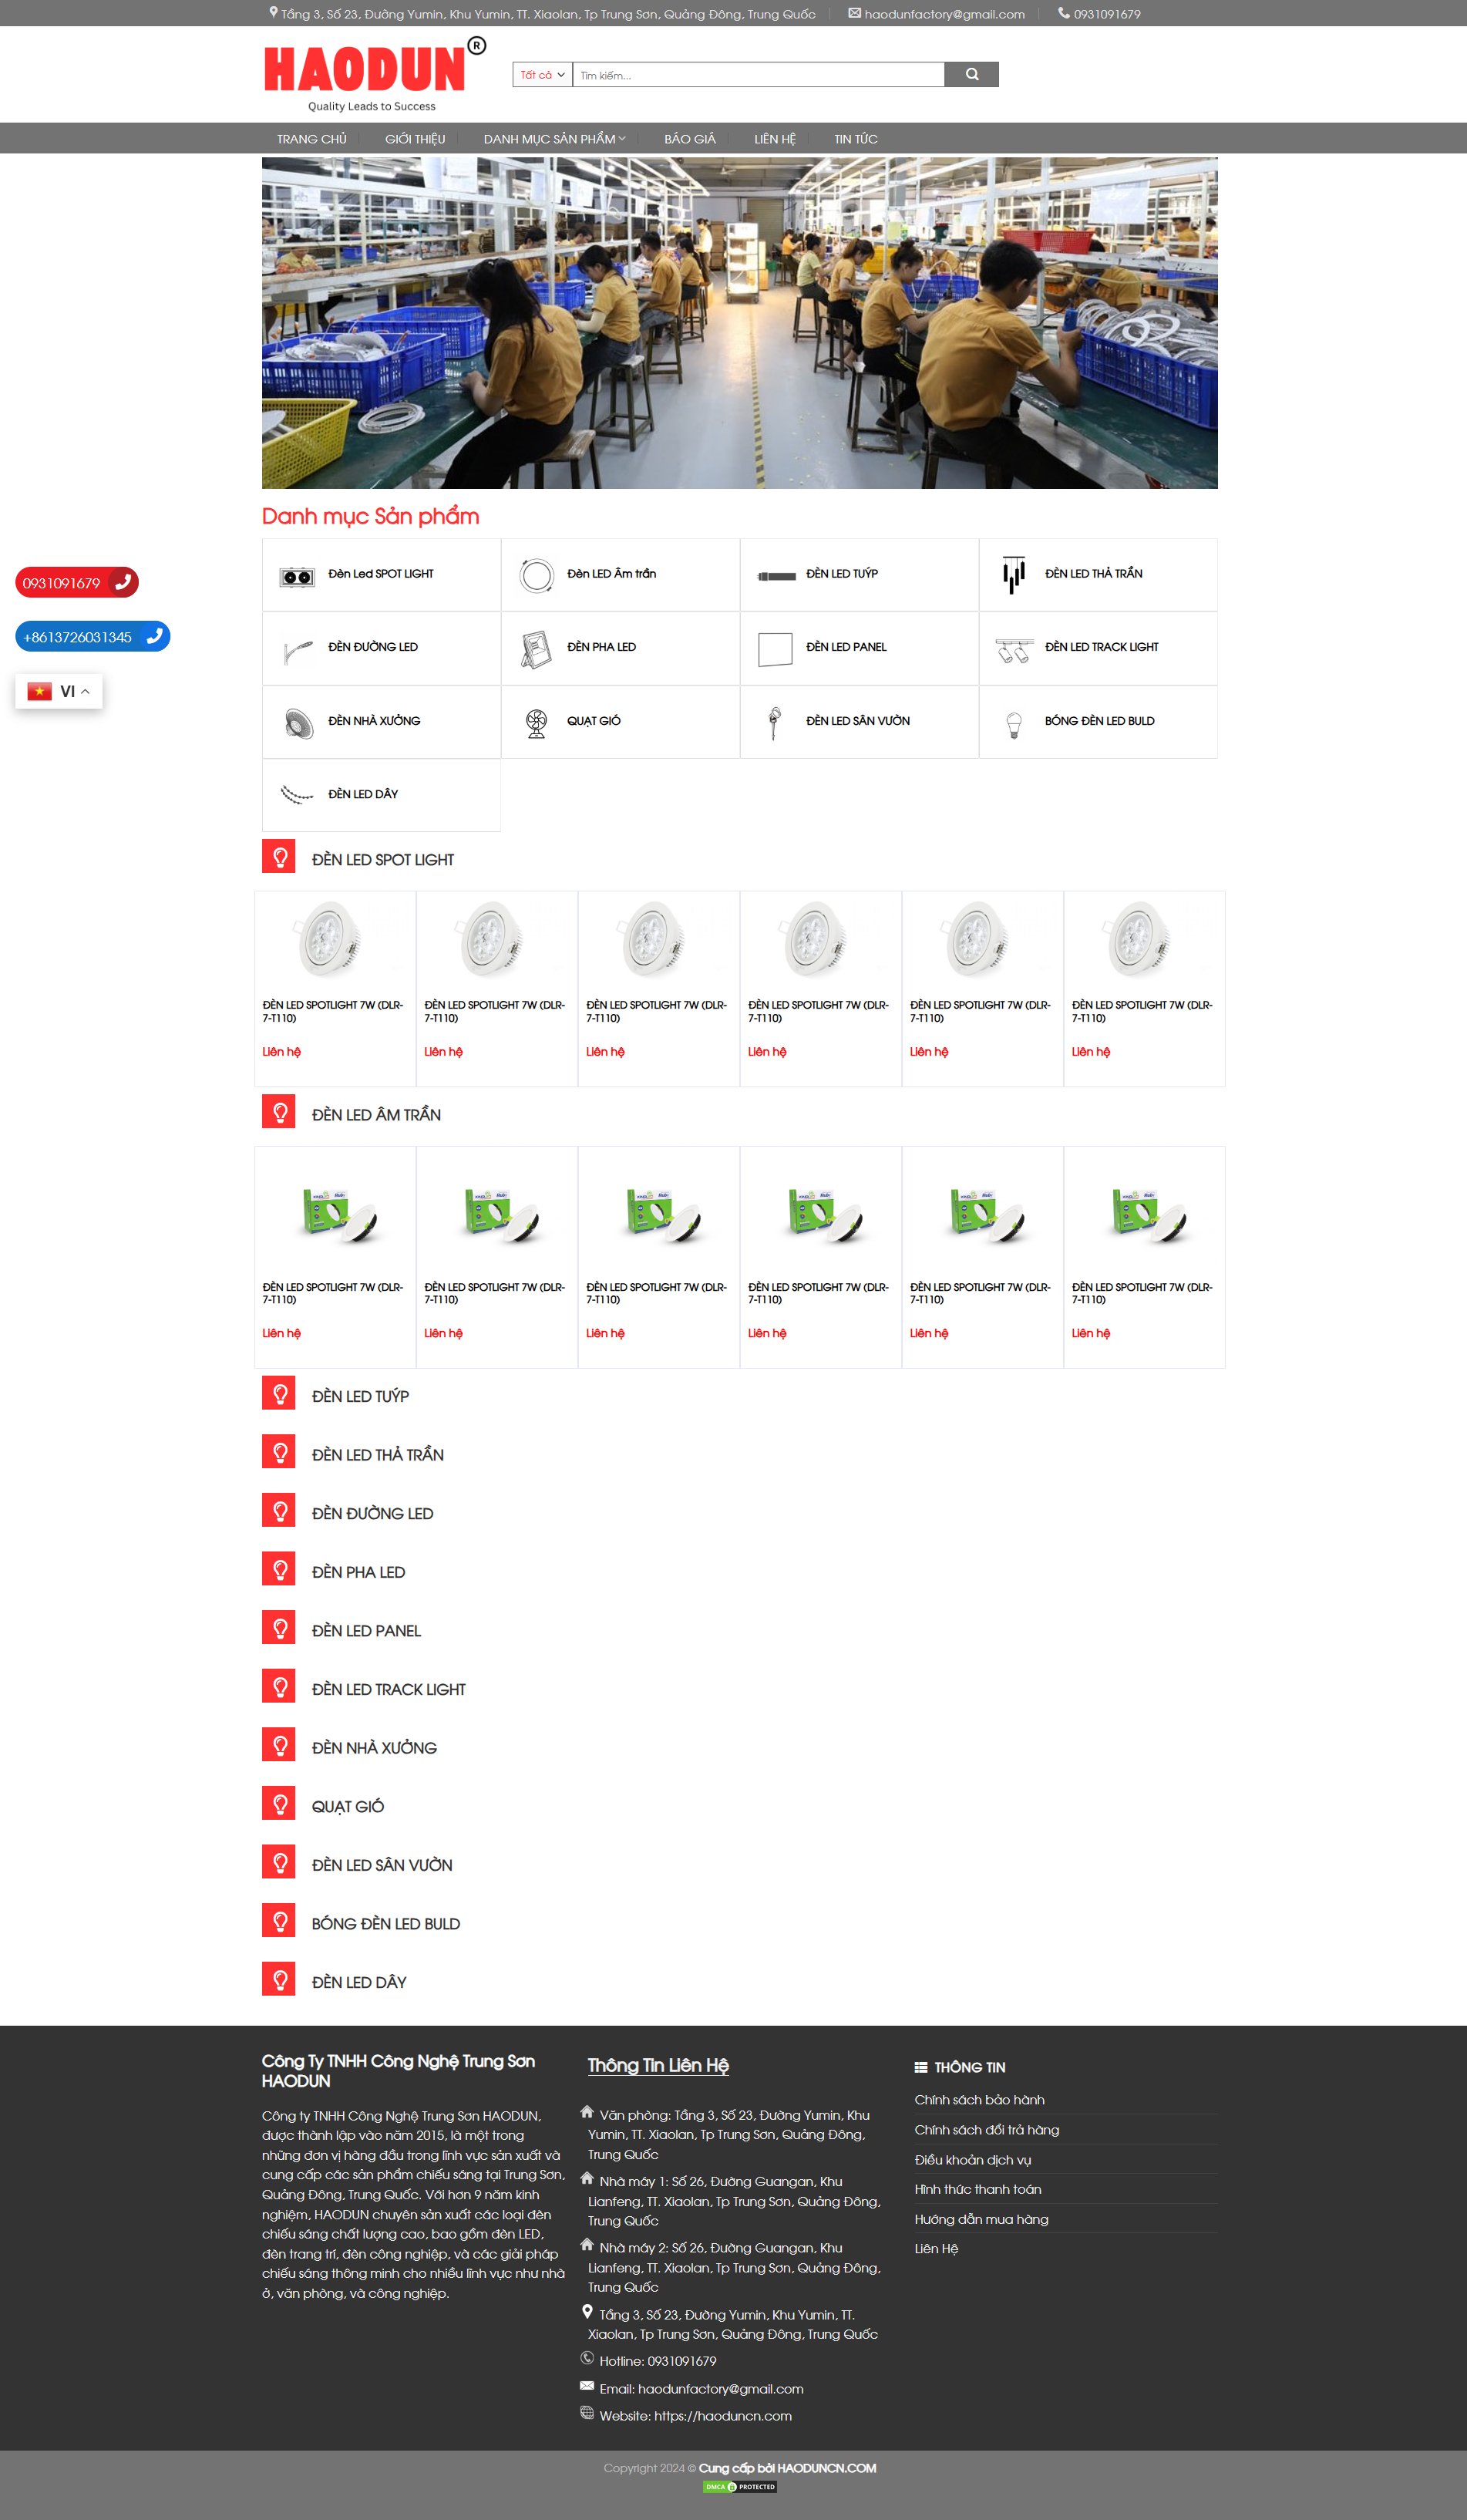 Tầng 3, Số 23, Đường Yumin, Khu Yumin, TT. Xiaolan, Tp Trung Sơn, Quảng Đông, Trung Quốc
haodunfactory@gmail.com
0931091679
HAODUN ®
Quality Leads to Success
Tất cả
Tìm kiếm...
TRANG CHỦ
GIỚI THIỆU
DANH MỤC SẢN PHẨM
BÁO GIÁ
LIÊN HỆ
TIN TỨC
Danh mục Sản phẩm
Đèn Led SPOT LIGHT
Đèn LED Âm trần
ĐÈN LED TUÝP
ĐÈN LED THẢ TRẦN
0931091679
+8613726031345
VI
ĐÈN ĐƯỜNG LED
ĐÈN PHA LED
ĐÈN LED PANEL
ĐÈN LED TRACK LIGHT
ĐÈN NHÀ XƯỞNG
QUẠT GIÓ
ĐÈN LED SÂN VƯỜN
BÓNG ĐÈN LED BULD
ĐÈN LED DÂY
ĐÈN LED SPOT LIGHT
ĐÈN LED SPOTLIGHT 7W (DLR-
7-T110)
Liên hệ
ĐÈN LED SPOTLIGHT 7W (DLR-
7-T110)
Liên hệ
ĐÈN LED SPOTLIGHT 7W (DLR-
7-T110)
Liên hệ
ĐÈN LED SPOTLIGHT 7W (DLR-
7-T110)
Liên hệ
ĐÈN LED SPOTLIGHT 7W (DLR-
7-T110)
Liên hệ
ĐÈN LED SPOTLIGHT 7W (DLR-
7-T110)
Liên hệ
ĐÈN LED ÂM TRẦN
ĐÈN LED SPOTLIGHT 7W (DLR-
7-T110)
Liên hệ
ĐÈN LED SPOTLIGHT 7W (DLR-
7-T110)
Liên hệ
ĐÈN LED SPOTLIGHT 7W (DLR-
7-T110)
Liên hệ
ĐÈN LED SPOTLIGHT 7W (DLR-
7-T110)
Liên hệ
ĐÈN LED SPOTLIGHT 7W (DLR-
7-T110)
Liên hệ
ĐÈN LED SPOTLIGHT 7W (DLR-
7-T110)
Liên hệ
ĐÈN LED TUÝP
ĐÈN LED THẢ TRẦN
ĐÈN ĐƯỜNG LED
ĐÈN PHA LED
ĐÈN LED PANEL
ĐÈN LED TRACK LIGHT
ĐÈN NHÀ XƯỞNG
QUẠT GIÓ
ĐÈN LED SÂN VƯỜN
BÓNG ĐÈN LED BULD
ĐÈN LED DÂY
Công Ty TNHH Công Nghệ Trung Sơn
HAODUN
Công ty TNHH Công Nghệ Trung Sơn HAODUN,
được thành lập vào năm 2015, là một trong
những đơn vị hàng đầu trong lĩnh vực sản xuất và
cung cấp các sản phẩm chiếu sáng tại Trung Sơn,
Quảng Đông, Trung Quốc. Với hơn 9 năm kinh
nghiệm, HAODUN chuyên sản xuất các loại đèn
chiếu sáng chất lượng cao, bao gồm đèn LED,
đèn trang trí, đèn công nghiệp, và các giải pháp
chiếu sáng thông minh cho nhiều lĩnh vực như nhà
ở, văn phòng, và công nghiệp.
Thông Tin Liên Hệ
Văn phòng: Tầng 3, Số 23, Đường Yumin, Khu
Yumin, TT. Xiaolan, Tp Trung Sơn, Quảng Đông,
Trung Quốc
Nhà máy 1: Số 26, Đường Guangan, Khu
Lianfeng, TT. Xiaolan, Tp Trung Sơn, Quảng Đông,
Trung Quốc
Nhà máy 2: Số 26, Đường Guangan, Khu
Lianfeng, TT. Xiaolan, Tp Trung Sơn, Quảng Đông,
Trung Quốc
Tầng 3, Số 23, Đường Yumin, Khu Yumin, TT.
Xiaolan, Tp Trung Sơn, Quảng Đông, Trung Quốc
Hotline: 0931091679
Email: haodunfactory@gmail.com
Website: https://haoduncn.com
THÔNG TIN
Chính sách bảo hành
Chính sách đổi trả hàng
Điều khoản dịch vụ
Hình thức thanh toán
Hướng dẫn mua hàng
Liên Hệ
Copyright 2024 © Cung cấp bởi HAODUNCN.COM
DMCA PROTECTED